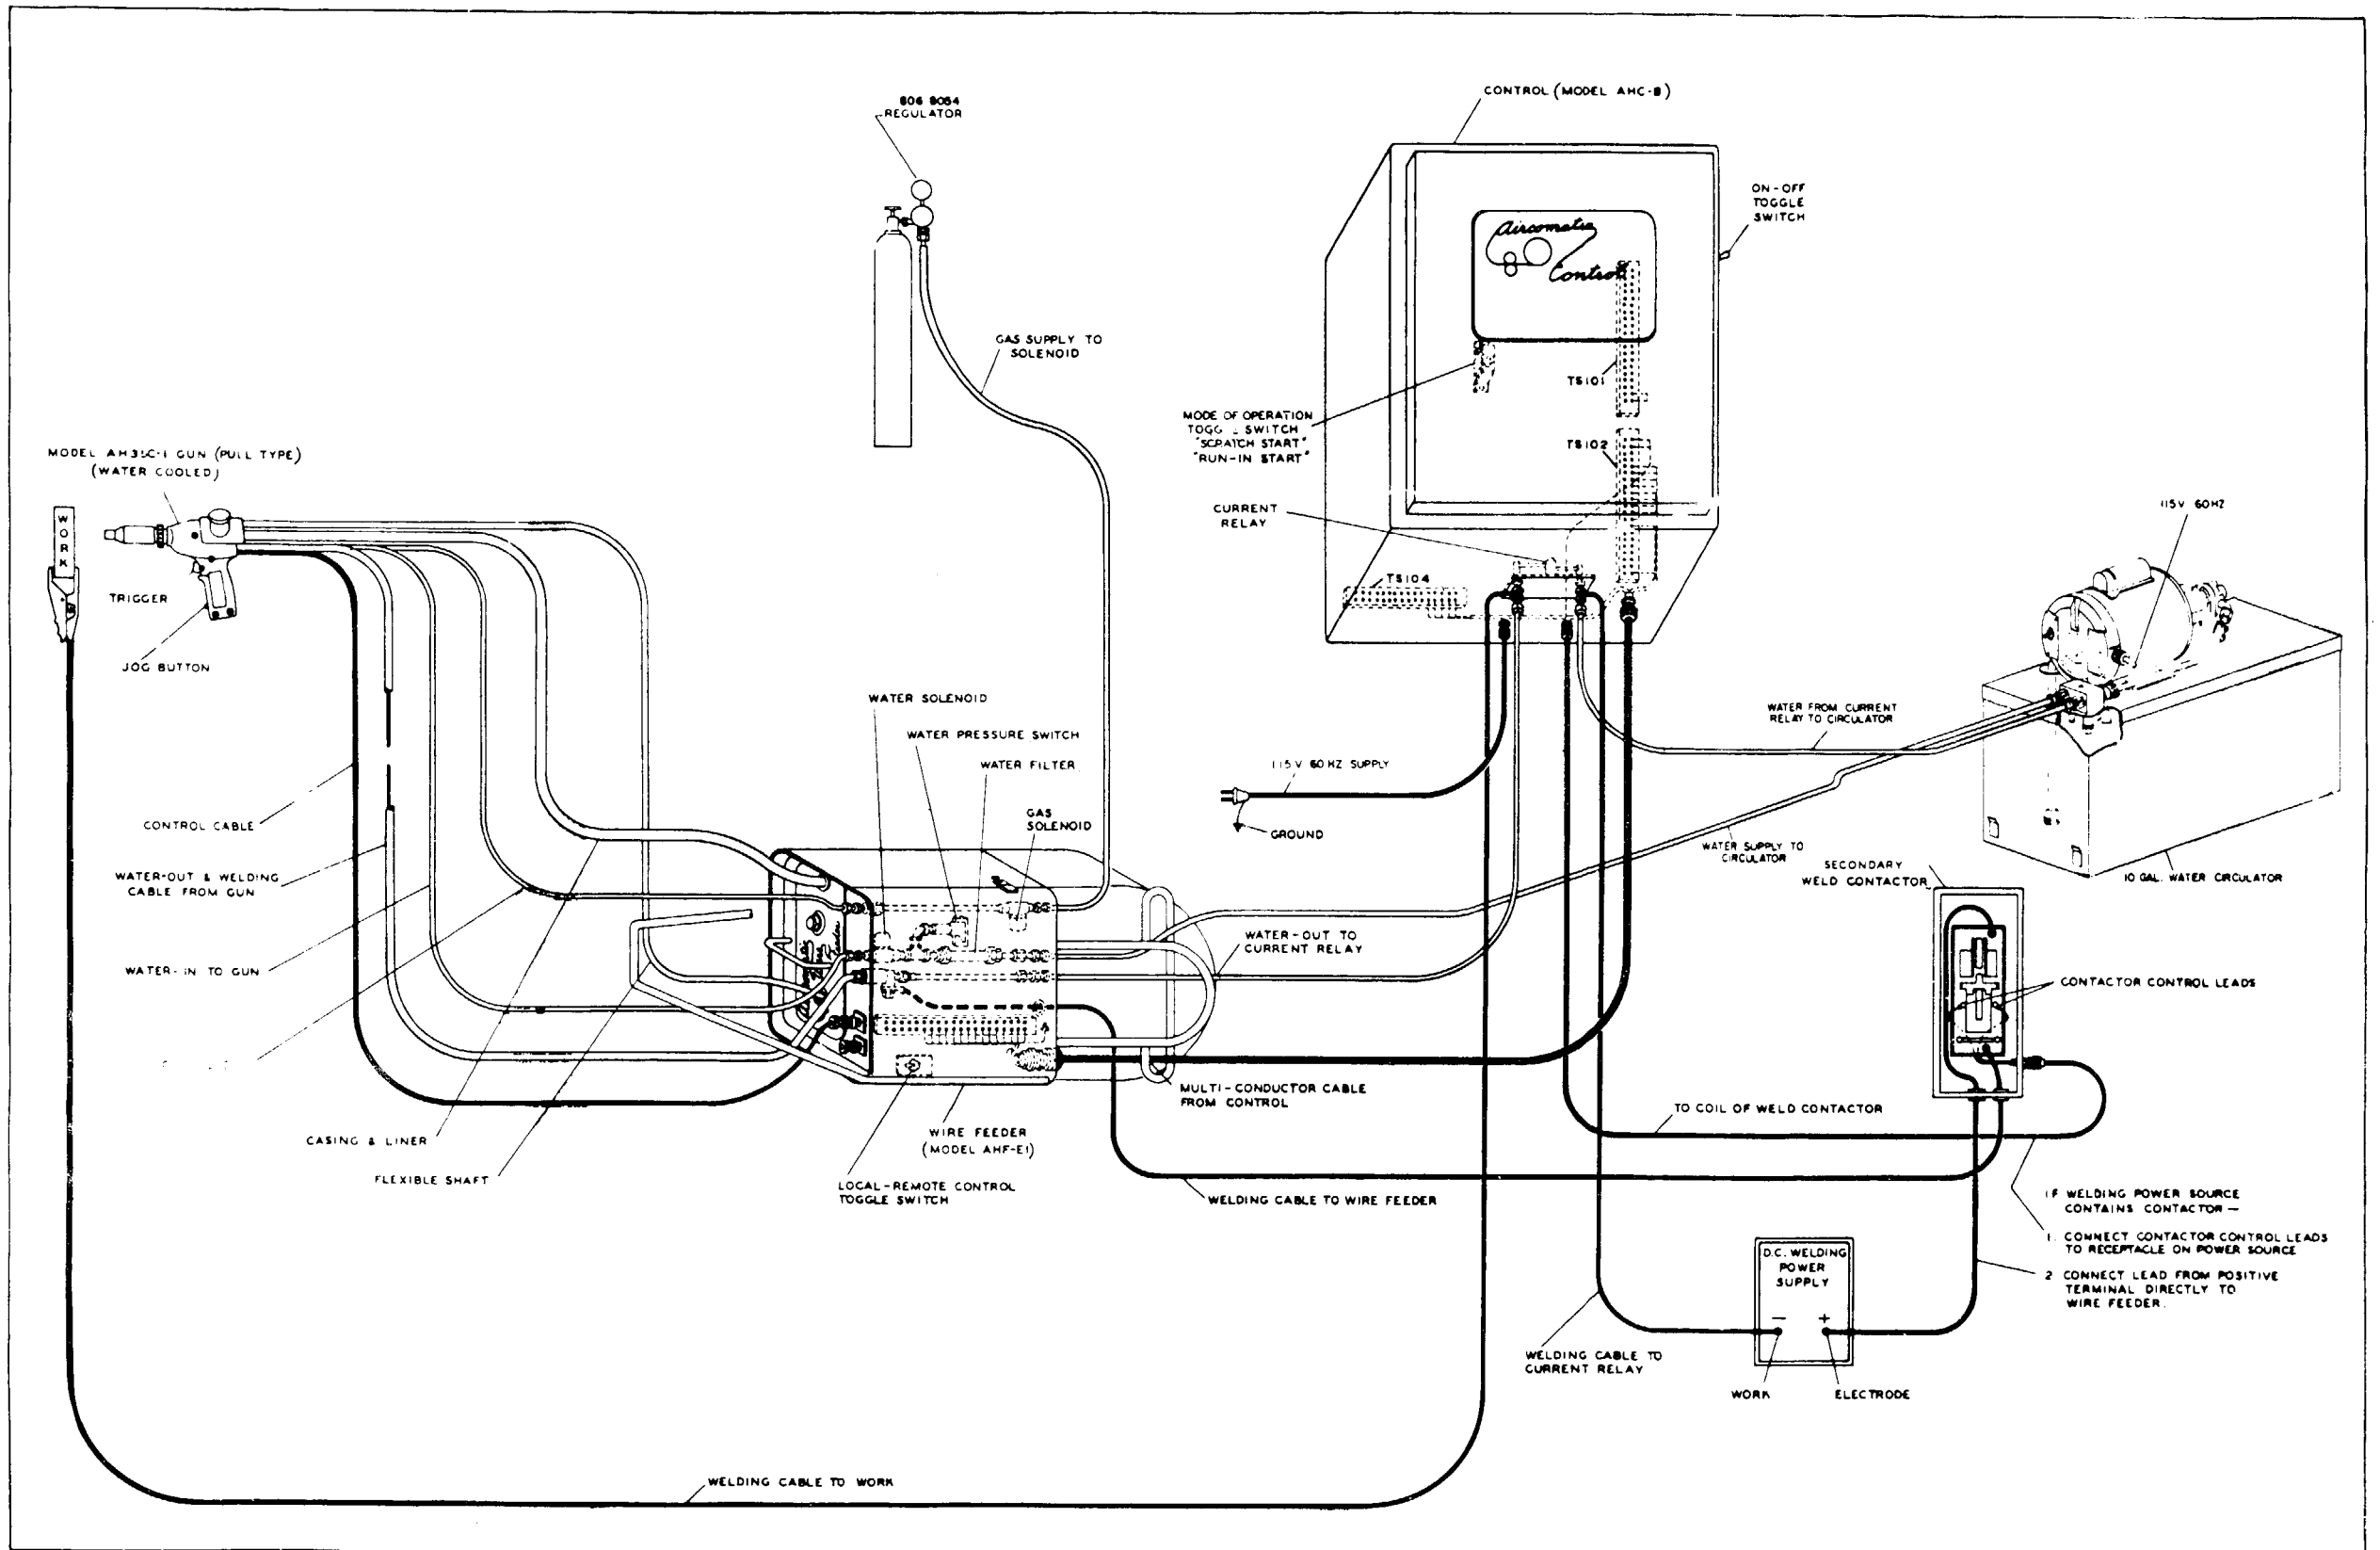 806 8054
REGULATOR
CONTROL (MODEL AHC-B)
ON-OFF
TOGGLE
SWITCH
Aircomatic
Control
GAS SUPPLY TO
SOLENOID
TS101
MODE OF OPERATION
SWITCH
"SCRATCH START"
"RUN-IN START"
TS102
MODEL AH35C-1 GUN (PULL TYPE)
(WATER COOLED)
WORK
CURRENT
RELAY
115V 60HZ
TS104
TRIGGER
JOG BUTTON
WATER SOLENOID
WATER PRESSURE SWITCH
WATER FILTER
WATER FROM CURRENT
RELAY TO CIRCULATOR
115V 60 HZ SUPPLY
GAS
SOLENOID
GROUND
CONTROL CABLE
WATER SUPPLY TO
CIRCULATOR
SECONDARY
WELD CONTACTOR
10 GAL. WATER CIRCULATOR
WATER-OUT & WELDING
CABLE FROM GUN
WATER-OUT TO
CURRENT RELAY
WATER-IN TO GUN
CONTACTOR CONTROL LEADS
MULTI-CONDUCTOR CABLE
FROM CONTROL
TO COIL OF WELD CONTACTOR
CASING & LINER
WIRE FEEDER
(MODEL AHF-E1)
FLEXIBLE SHAFT
LOCAL-REMOTE CONTROL
TOGGLE SWITCH
WELDING CABLE TO WIRE FEEDER
IF WELDING POWER SOURCE
CONTAINS CONTACTOR —
1. CONNECT CONTACTOR CONTROL LEADS
TO RECEPTACLE ON POWER SOURCE
2 CONNECT LEAD FROM POSITIVE
TERMINAL DIRECTLY TO
WIRE FEEDER.
D.C. WELDING
POWER
SUPPLY
− +
WELDING CABLE TO
CURRENT RELAY
WORK
ELECTRODE
WELDING CABLE TO WORK